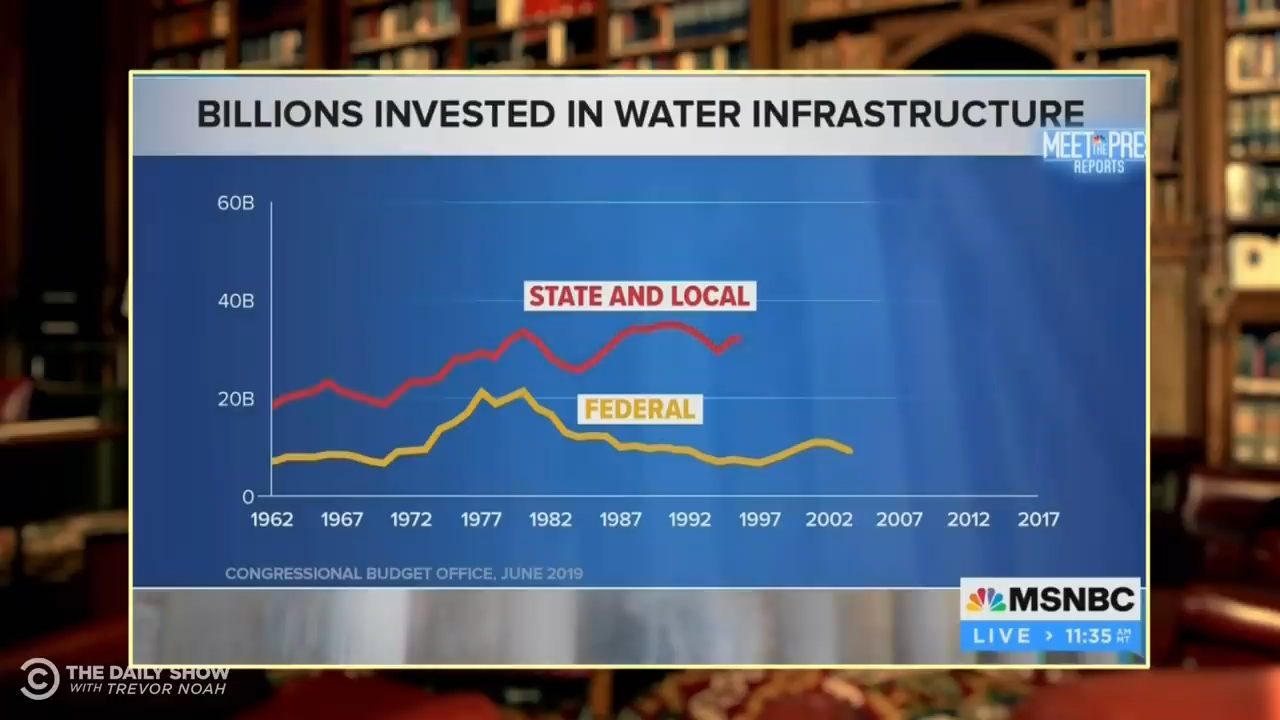 BILLIONS INVESTED IN WATER INFRASTRUCTURE
MEET THE PRE
REPORTS
60B
40B
20B
0
STATE AND LOCAL
FEDERAL
1962 1967 1972 1977 1982 1987 1992 1997 2002 2007 2012 2017
CONGRESSIONAL BUDGET OFFICE, JUNE 2019
MSNBC
LIVE > 11:35 AM MT
C THE DAILY SHOW
WITH TREVOR NOAH